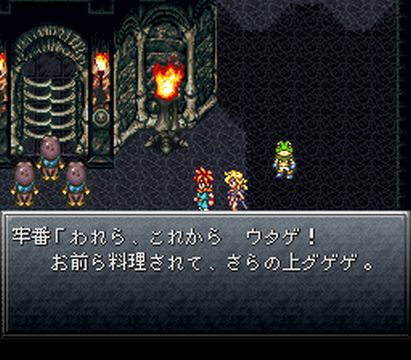 牢番「われら、これから　ウタゲ！
お前ら料理されて、さらの上グゲゲ。